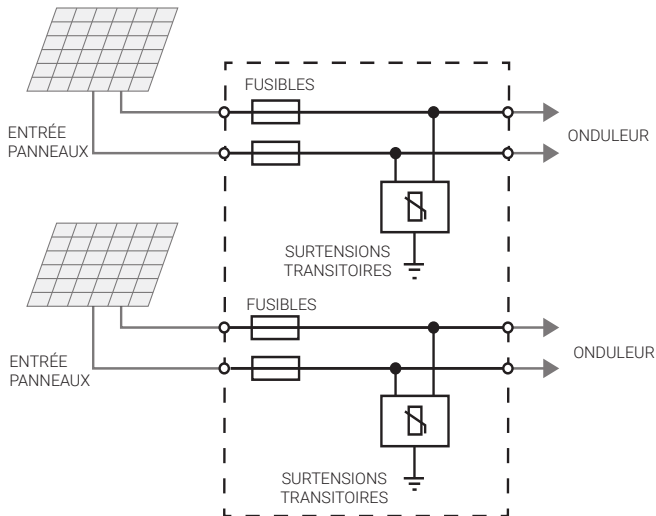 FUSIBLES
ENTRÉE
PANNEAUX
ONDULEUR
SURTENSIONS
TRANSITOIRES
FUSIBLES
ENTRÉE
PANNEAUX
ONDULEUR
SURTENSIONS
TRANSITOIRES